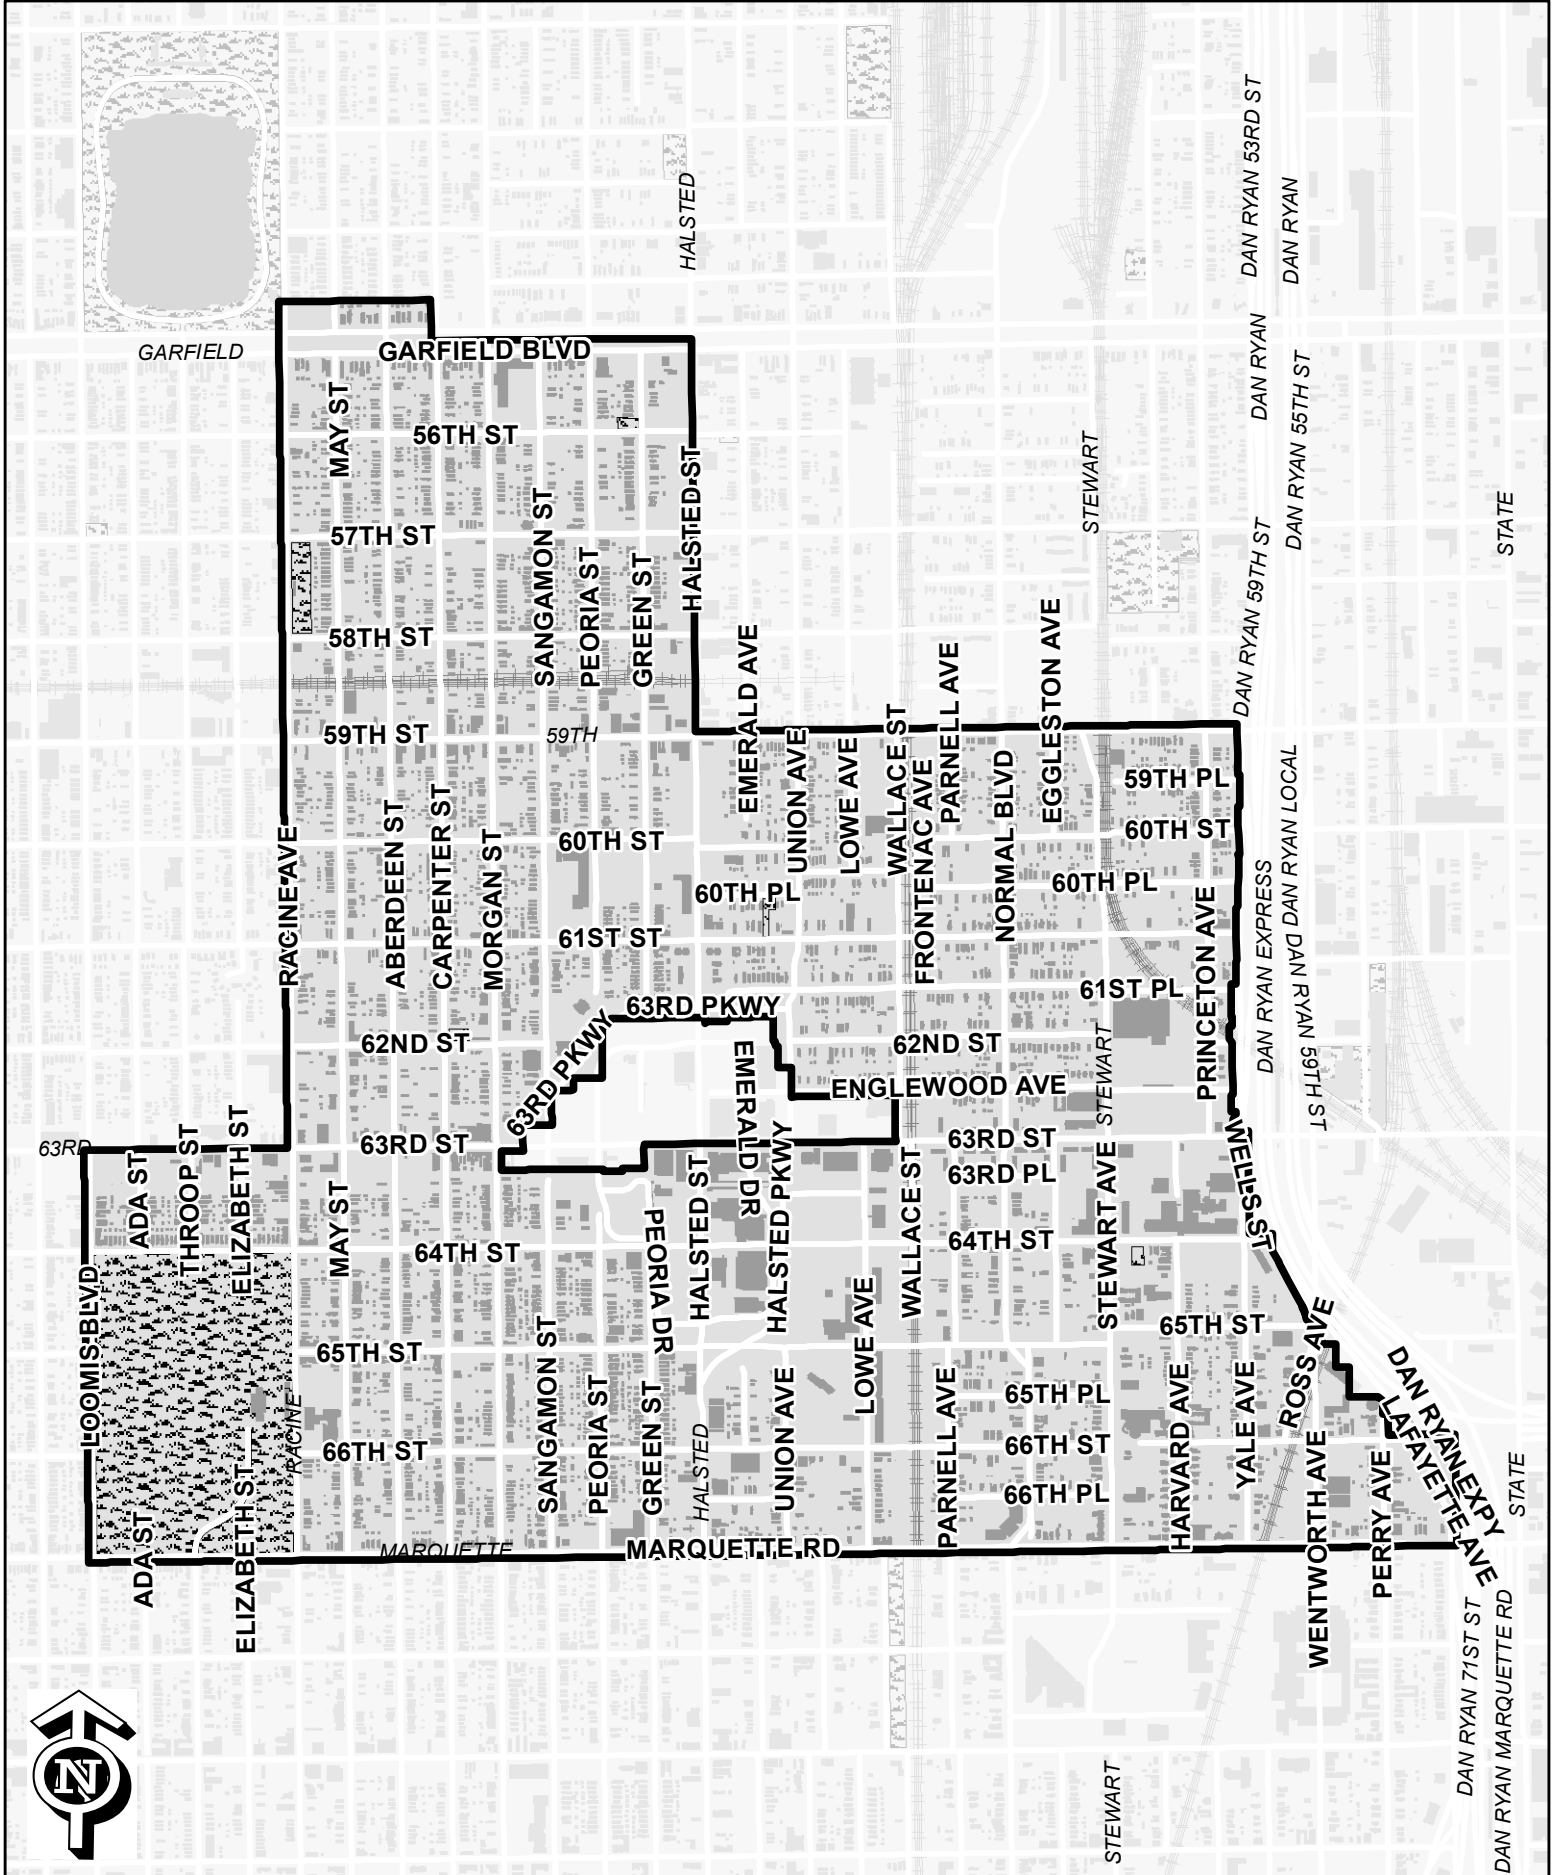 DAN RYAN 53RD ST
HALSTED
DAN RYAN
DAN RYAN
GARFIELD
GARFIELD BLVD
DAN RYAN 55TH ST
MAY ST
56TH ST
STEWART
HALSTED ST
STATE
57TH ST
SANGAMON ST
PEORIA ST
GREEN ST
DAN RYAN 59TH ST
58TH ST
EMERALD AVE
PARNELL AVE
EGGLESTON AVE
59TH ST
59TH
UNION AVE
LOWE AVE
WALLACE ST
FRONTENAC AVE
NORMAL BLVD
59TH PL
DAN RYAN LOCAL
60TH ST
60TH ST
RACINE AVE
ABERDEEN ST
CARPENTER ST
MORGAN ST
60TH PL
60TH PL
PRINCETON AVE
DAN RYAN EXPRESS
61ST ST
61ST PL
DAN RYAN 59TH ST
63RD PKWY
63RD PKWY
62ND ST
62ND ST
EMERALD DR
ENGLEWOOD AVE
STEWART
63RD
63RD ST
63RD ST
WELLS ST
ADA ST
THROOP ST
ELIZABETH ST
MAY ST
HALSTED ST
HALSTED PKWY
WALLACE ST
63RD PL
STEWART AVE
64TH ST
PEORIA DR
64TH ST
LOOMIS BLVD
65TH ST
SANGAMON ST
LOWE AVE
65TH ST
ROSS AVE
RACINE
PEORIA ST
GREEN ST
UNION AVE
PARNELL AVE
65TH PL
HARVARD AVE
YALE AVE
DAN RYAN EXPY
LAFAYETTE AVE
66TH ST
HALSTED
66TH ST
WENTWORTH AVE
PERRY AVE
STATE
66TH PL
ADA ST
ELIZABETH ST
MARQUETTE
MARQUETTE RD
DAN RYAN 71ST ST
DAN RYAN MARQUETTE RD
N
STEWART